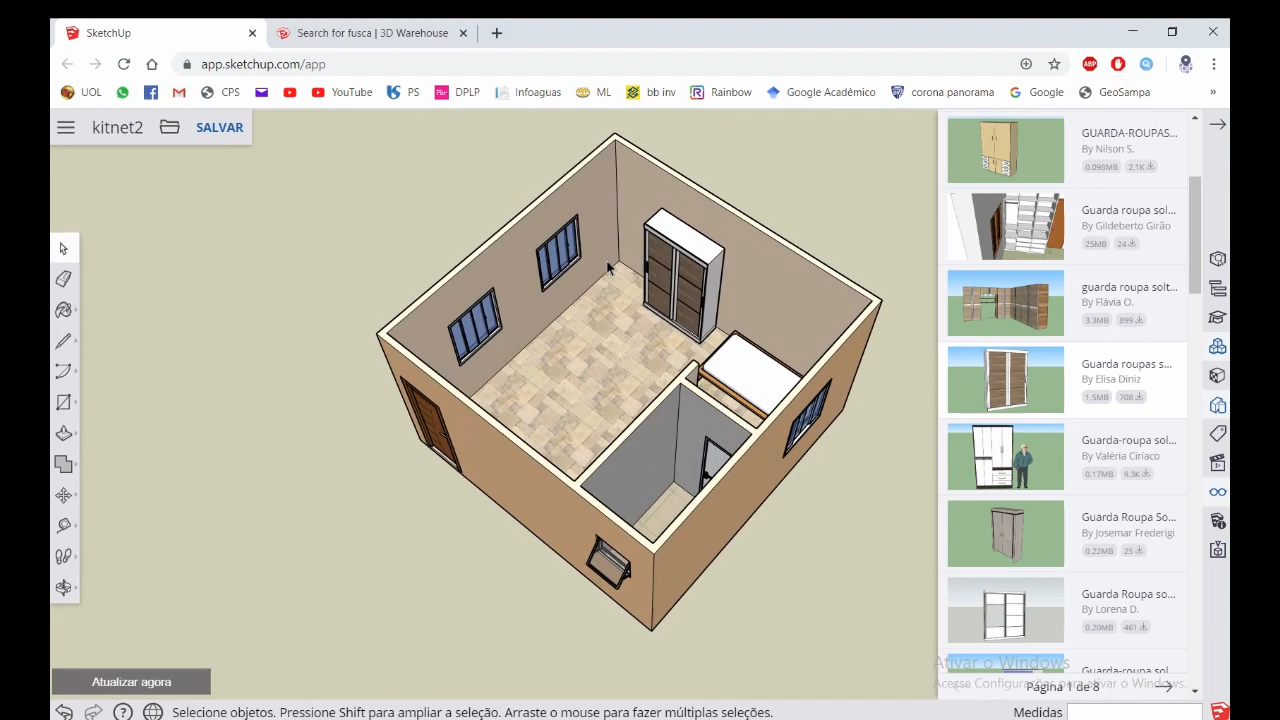 SketchUp
Search for fusca | 3D Warehouse
app.sketchup.com/app
UOL
CPS
YouTube
PS
DPLP
Infoaguas
ML
bb inv
Rainbow
Google Acadêmico
corona panorama
Google
GeoSampa
»
kitnet2
SALVAR
GUARDA-ROUPAS...
By Nilson S.
0.098MB 2.1K
Guarda roupa sol...
By Gildeberto Girão
25MB 24
guarda roupa solt...
By Flávia O.
3.3MB 899
Guarda roupas s...
By Elisa Diniz
1.5MB 708
Guarda-roupa sol...
By Valéria Ciríaco
0.17MB 9.3K
Guarda Roupa So...
By Josemar Frederigi
0.22MB 25
Guarda Roupa so...
By Lorena D.
0.20MB 461
Guarda-roupa sol
Ativar o Windows
Acesse Configurações para ativar o Windows.
Página 1 de 8
Atualizar agora
Selecione objetos. Pressione Shift para ampliar a seleção. Arraste o mouse para fazer múltiplas seleções.
Medidas